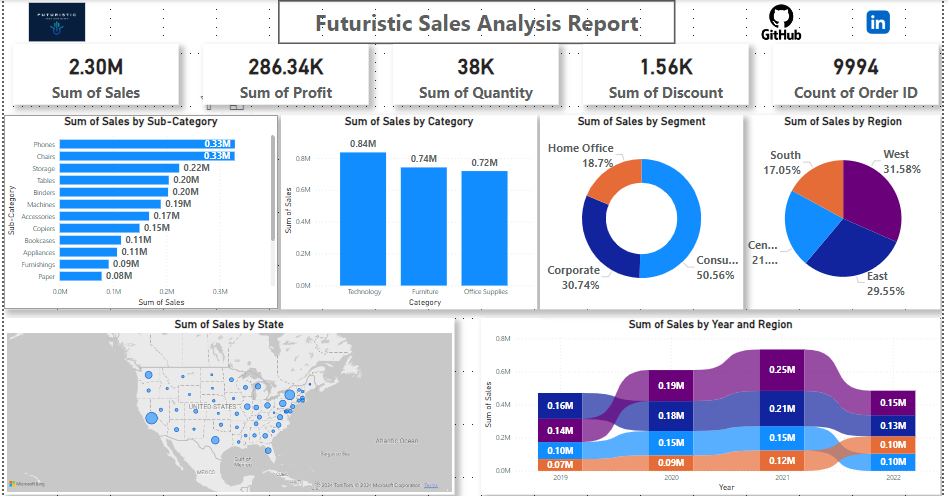 FUTURISTIC
Futuristic Sales Analysis Report
GitHub
in
2.30M
Sum of Sales
286.34K
Sum of Profit
38K
Sum of Quantity
1.56K
Sum of Discount
9994
Count of Order ID
Sum of Sales by Sub-Category
Sub-Category
Phones 0.33M
Chairs 0.33M
Storage 0.22M
Tables 0.20M
Binders 0.20M
Machines 0.19M
Accessories 0.17M
Copiers 0.15M
Bookcases 0.11M
Appliances 0.11M
Furnishings 0.09M
Paper 0.08M
0.0M 0.1M 0.2M 0.3M
Sum of Sales
Sum of Sales by Category
Sum of Sales
0.8M
0.6M
0.4M
0.2M
0.0M
0.84M
0.74M
0.72M
Technology Furniture Office Supplies
Category
Sum of Sales by Segment
Home Office
18.7%
Corporate
30.74%
Consu...
50.56%
Sum of Sales by Region
South
17.05%
West
31.58%
Cen...
21....
East
29.55%
Sum of Sales by State
UNITED STATES
MEXICO
Gulf of
Mexico
Atlantic Ocean
Sargasso Sea
Microsoft Bing
© 2024 TomTom, © 2024 Microsoft Corporation Terms
Sum of Sales by Year and Region
Sum of Sales
0.8M
0.6M
0.4M
0.2M
0.0M
0.16M
0.14M
0.10M
0.07M
0.19M
0.18M
0.15M
0.09M
0.25M
0.21M
0.15M
0.12M
0.15M
0.13M
0.10M
0.10M
2019 2020 2021 2022
Year